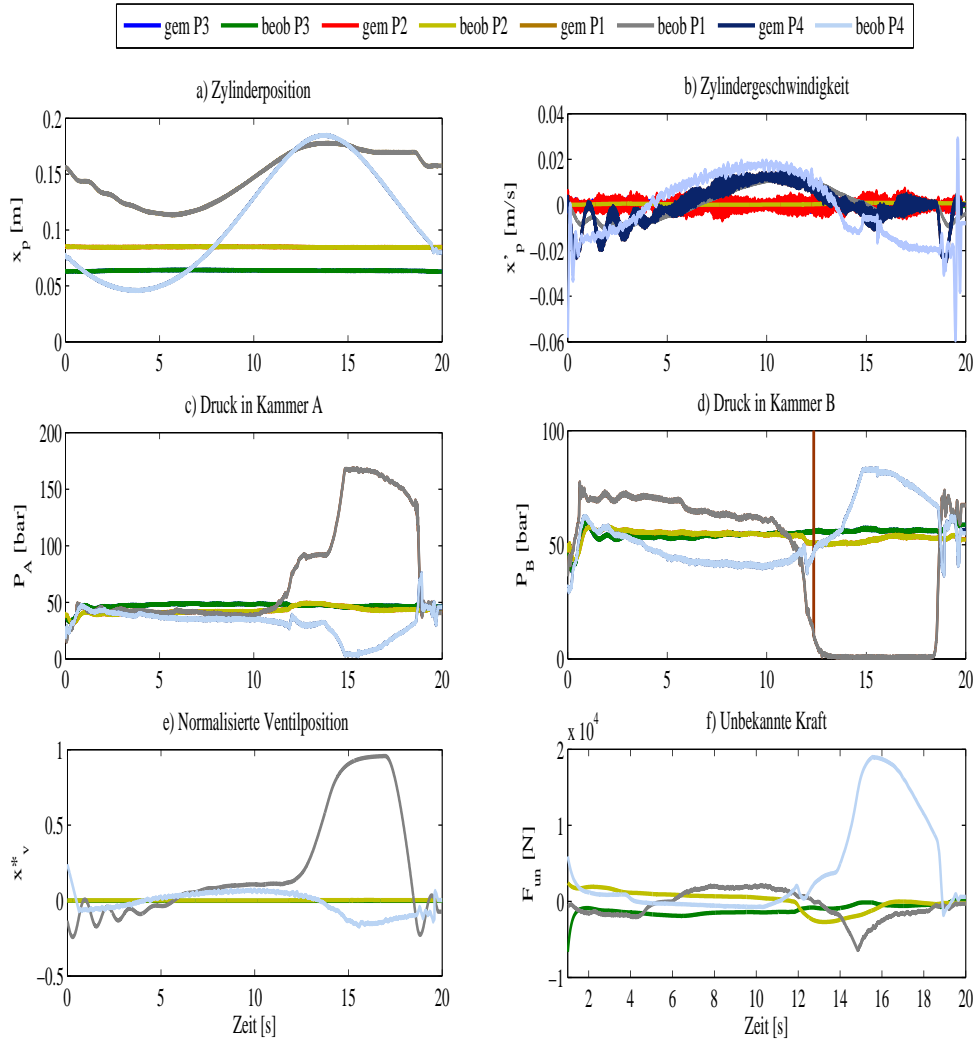 gem P3 beob P3 gem P2 beob P2 gem P1 beob P1 gem P4 beob P4
a) Zylinderposition
0.2
0.15
0.1
0.05
0
x_p [m]
0 5 10 15 20
b) Zylindergeschwindigkeit
0.04
0.02
0
−0.02
−0.04
−0.06
x'_p [m/s]
0 5 10 15 20
c) Druck in Kammer A
200
150
100
50
0
P_A [bar]
0 5 10 15 20
d) Druck in Kammer B
100
50
0
P_B [bar]
0 5 10 15 20
e) Normalisierte Ventilposition
1
0.5
0
−0.5
x*_v
0 5 10 15 20
Zeit [s]
f) Unbekannte Kraft
x 10^4
2
1
0
−1
F_un [N]
2 4 6 8 10 12 14 16 18 20
Zeit [s]